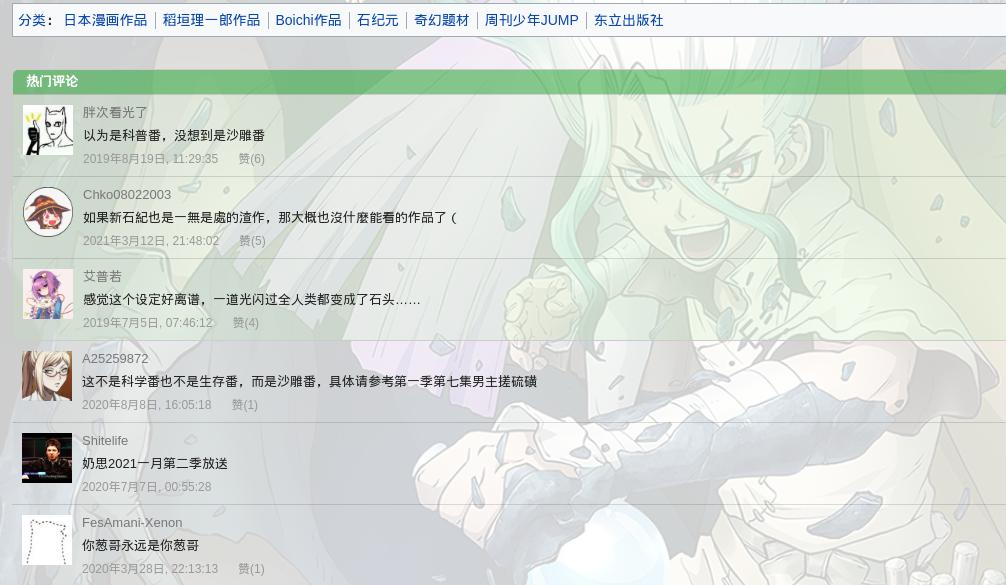 分类： 日本漫画作品 | 稻垣理一郎作品 | Boichi作品 | 石纪元 | 奇幻题材 | 周刊少年JUMP | 东立出版社
热门评论
胖次看光了
以为是科普番，没想到是沙雕番
2019年8月19日, 11:29:35 赞(6)
Chko08022003
如果新石紀也是一無是處的渣作，那大概也沒什麼能看的作品了（
2021年3月12日, 21:48:02 赞(5)
艾普若
感觉这个设定好离谱，一道光闪过全人类都变成了石头……
2019年7月5日, 07:46:12 赞(4)
A25259872
这不是科学番也不是生存番，而是沙雕番，具体请参考第一季第七集男主搓硫磺
2020年8月8日, 16:05:18 赞(1)
Shitelife
奶思2021一月第二季放送
2020年7月7日, 00:55:28
FesAmani-Xenon
你葱哥永远是你葱哥
2020年3月28日, 22:13:13 赞(1)